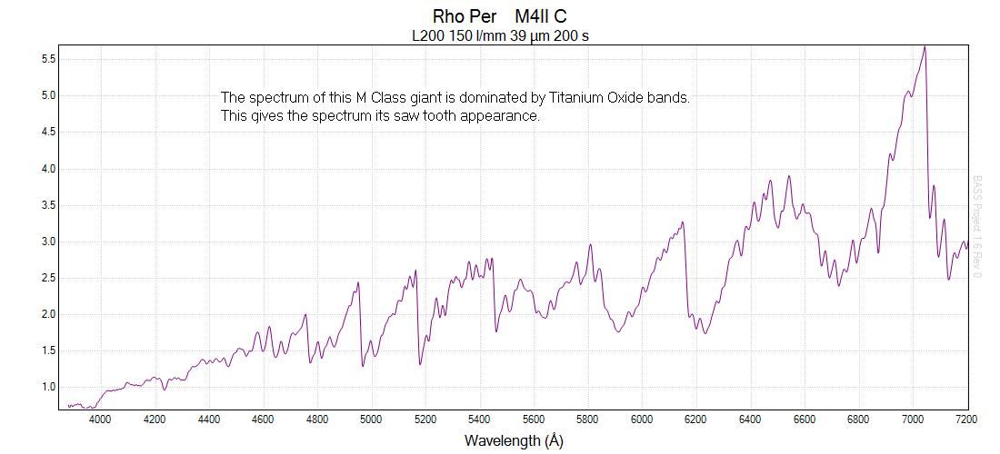 Rho Per M4II C
L200 150 l/mm 39 µm 200 s
The spectrum of this M Class giant is dominated by Titanium Oxide bands.
This gives the spectrum its saw tooth appearance.
5.5
5.0
4.5
4.0
3.5
3.0
2.5
2.0
1.5
1.0
4000 4200 4400 4600 4800 5000 5200 5400 5600 5800 6000 6200 6400 6600 6800 7000 7200
Wavelength (Å)
BASS Project 1.6 Rev 0